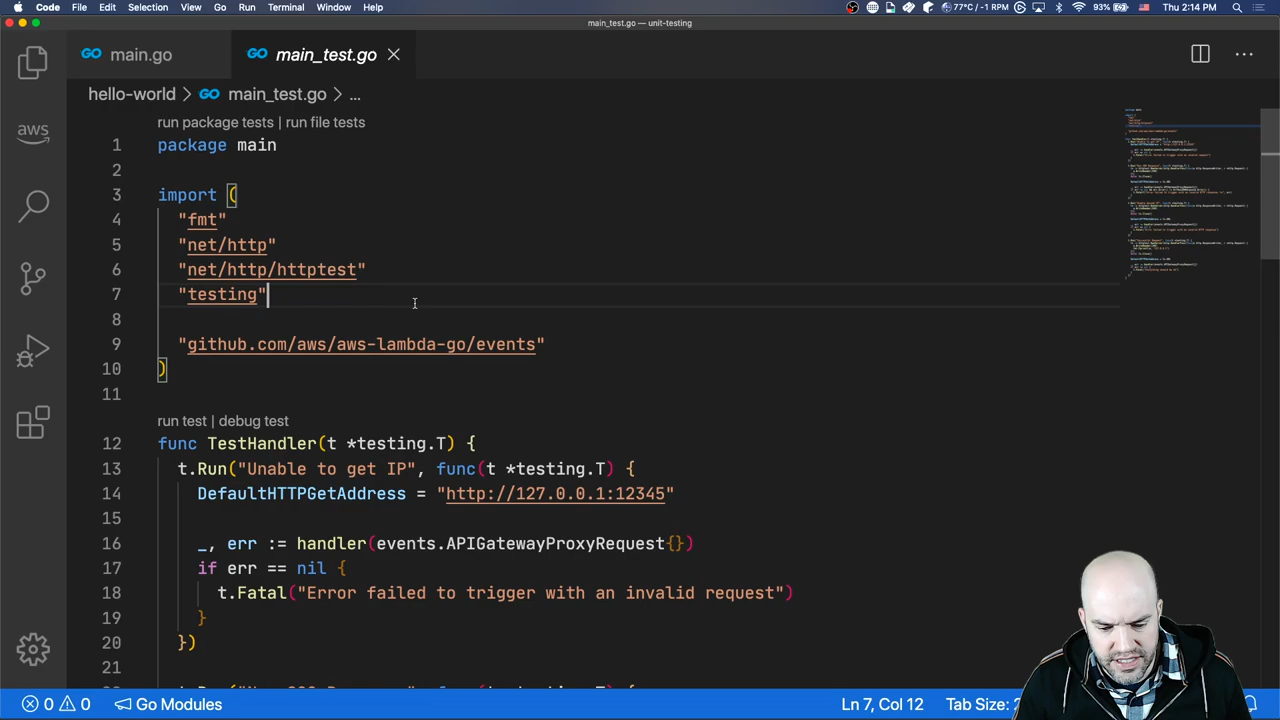 Code File Edit Selection View Go Run Terminal Window Help 77°C/-1 RPM 93% Thu 2:14 PM
main_test.go — unit-testing
GO main.go GO main_test.go
hello-world > GO main_test.go > ...
aws
run package tests | run file tests
1 package main
2
3 import (
4 "fmt"
5 "net/http"
6 "net/http/httptest"
7 "testing"
8
9 "github.com/aws/aws-lambda-go/events"
10 )
11
run test | debug test
12 func TestHandler(t *testing.T) {
13 t.Run("Unable to get IP", func(t *testing.T) {
14 DefaultHTTPGetAddress = "http://127.0.0.1:12345"
15
16 _, err := handler(events.APIGatewayProxyRequest{})
17 if err == nil {
18 t.Fatal("Error failed to trigger with an invalid request")
19 }
20 })
21
0 0 Go Modules Ln 7, Col 12 Tab Size: